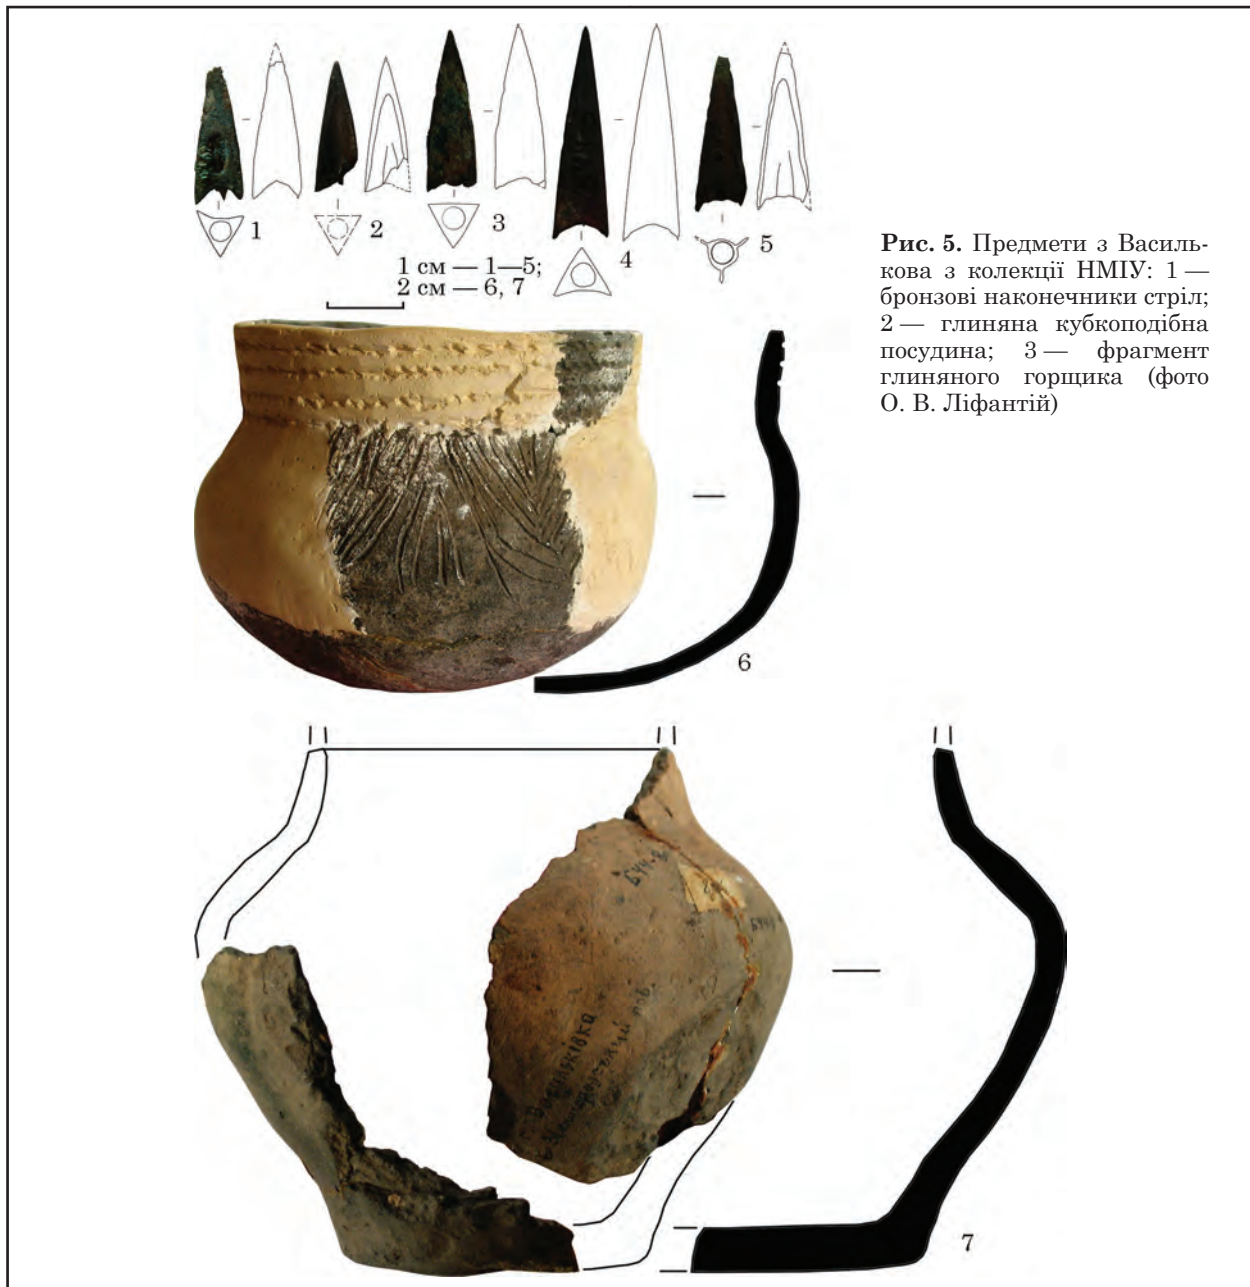 1
2
3
4
5
1 см — 1—5;
2 см — 6, 7
Рис. 5. Предмети з Василь-
кова з колекції НМІУ: 1 —
бронзові наконечники стріл;
2 — глиняна кубкоподібна
посудина; 3 — фрагмент
глиняного горщика (фото
О. В. Ліфантій)
6
7